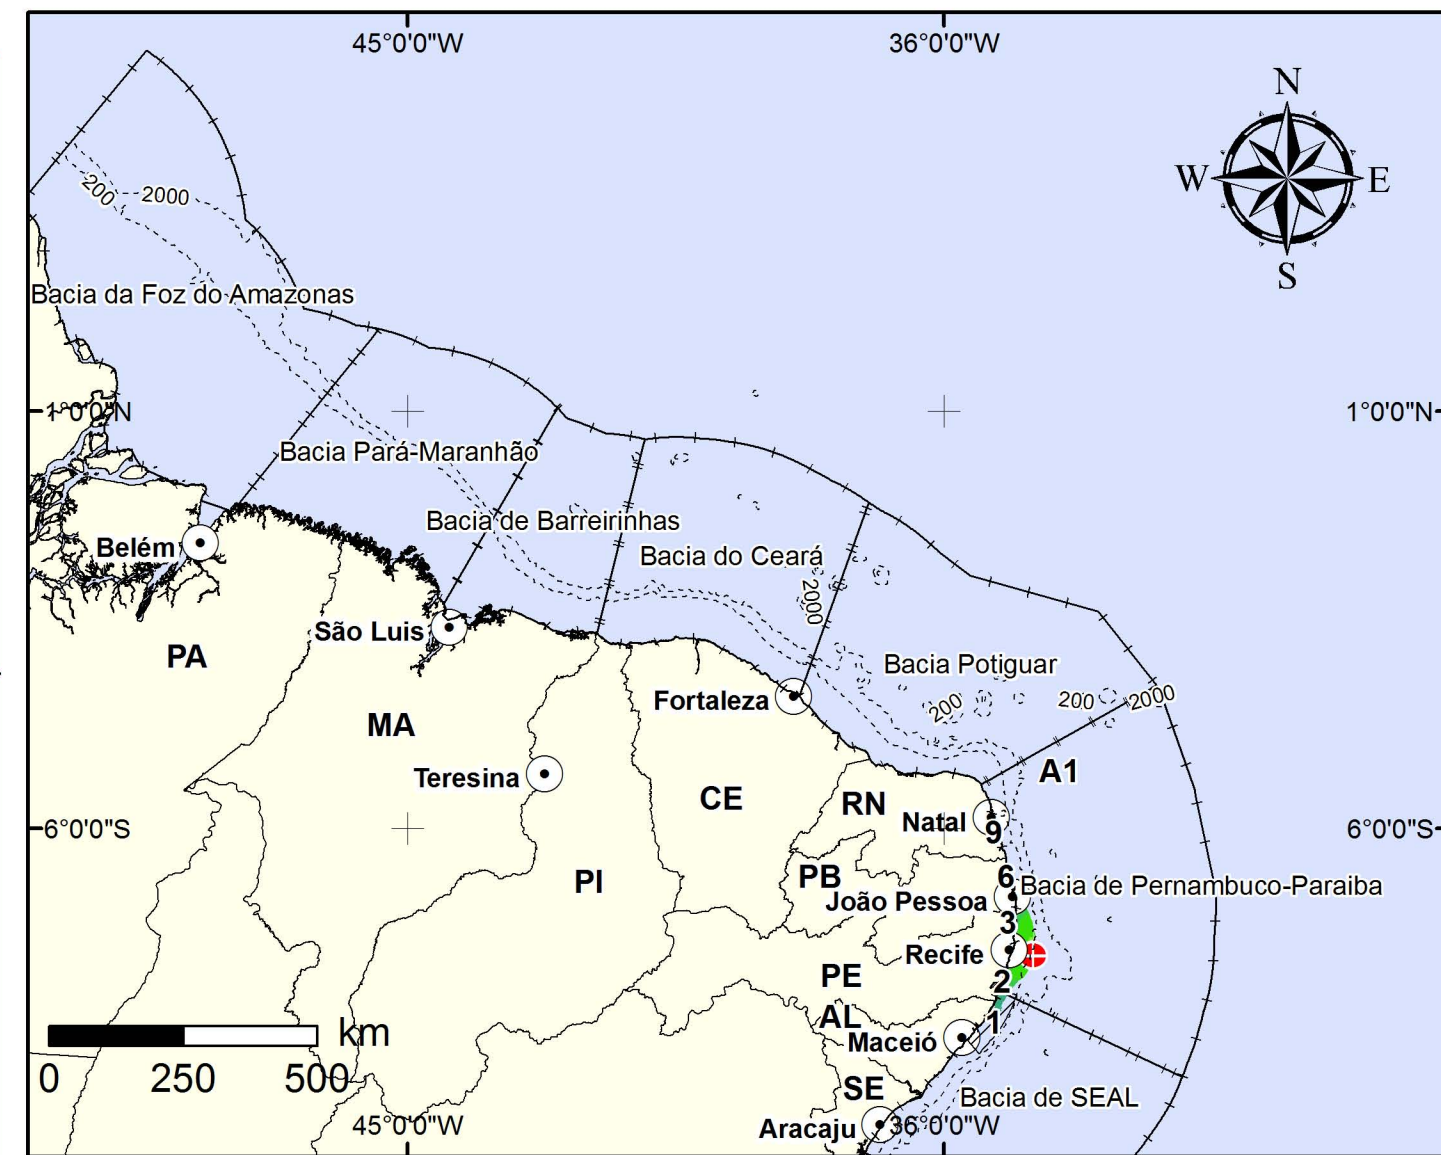 45°0'0"W
36°0'0"W
N
W
E
S
200
2000
Bacia da Foz do Amazonas
1°0'0"N
1°0'0"N
Bacia Pará-Maranhão
Bacia de Barreirinhas
Belém
Bacia do Ceará
2000
São Luis
PA
Bacia Potiguar
Fortaleza
200
200
2000
MA
A1
Teresina
CE
RN
Natal
9
6°0'0"S
6°0'0"S
PI
PB
6
Bacia de Pernambuco-Paraiba
João Pessoa
3
Recife
PE
2
AL
1
Maceió
km
0
250
500
SE
Bacia de SEAL
45°0'0"W
Aracaju
36°0'0"W